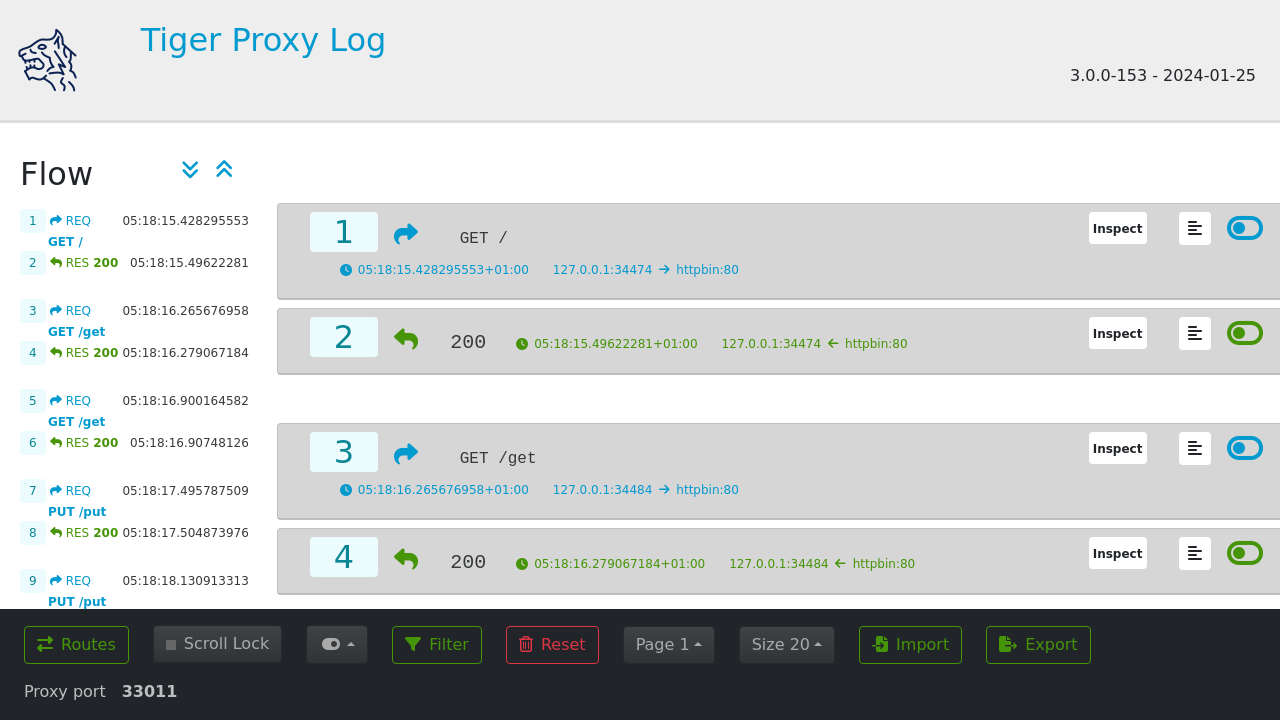 Tiger Proxy Log
3.0.0-153 - 2024-01-25
Flow
1 REQ 05:18:15.428295553
GET /
2 RES 200 05:18:15.49622281
3 REQ 05:18:16.265676958
GET /get
4 RES 200 05:18:16.279067184
5 REQ 05:18:16.900164582
GET /get
6 RES 200 05:18:16.90748126
7 REQ 05:18:17.495787509
PUT /put
8 RES 200 05:18:17.504873976
9 REQ 05:18:18.130913313
PUT /put
1 GET / Inspect
05:18:15.428295553+01:00 127.0.0.1:34474 → httpbin:80
2 200 05:18:15.49622281+01:00 127.0.0.1:34474 ← httpbin:80 Inspect
3 GET /get Inspect
05:18:16.265676958+01:00 127.0.0.1:34484 → httpbin:80
4 200 05:18:16.279067184+01:00 127.0.0.1:34484 ← httpbin:80 Inspect
Routes Scroll Lock Filter Reset Page 1 Size 20 Import Export
Proxy port 33011